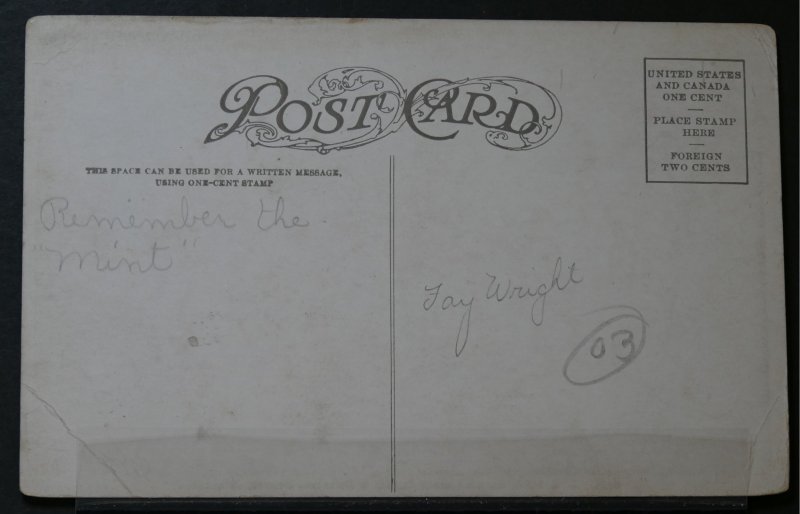 POST CARD
UNITED STATES
AND CANADA
ONE CENT
PLACE STAMP
HERE
FOREIGN
TWO CENTS
THIS SPACE CAN BE USED FOR A WRITTEN MESSAGE,
USING ONE-CENT STAMP
Remember the
"Mint"
Fay Wright
03